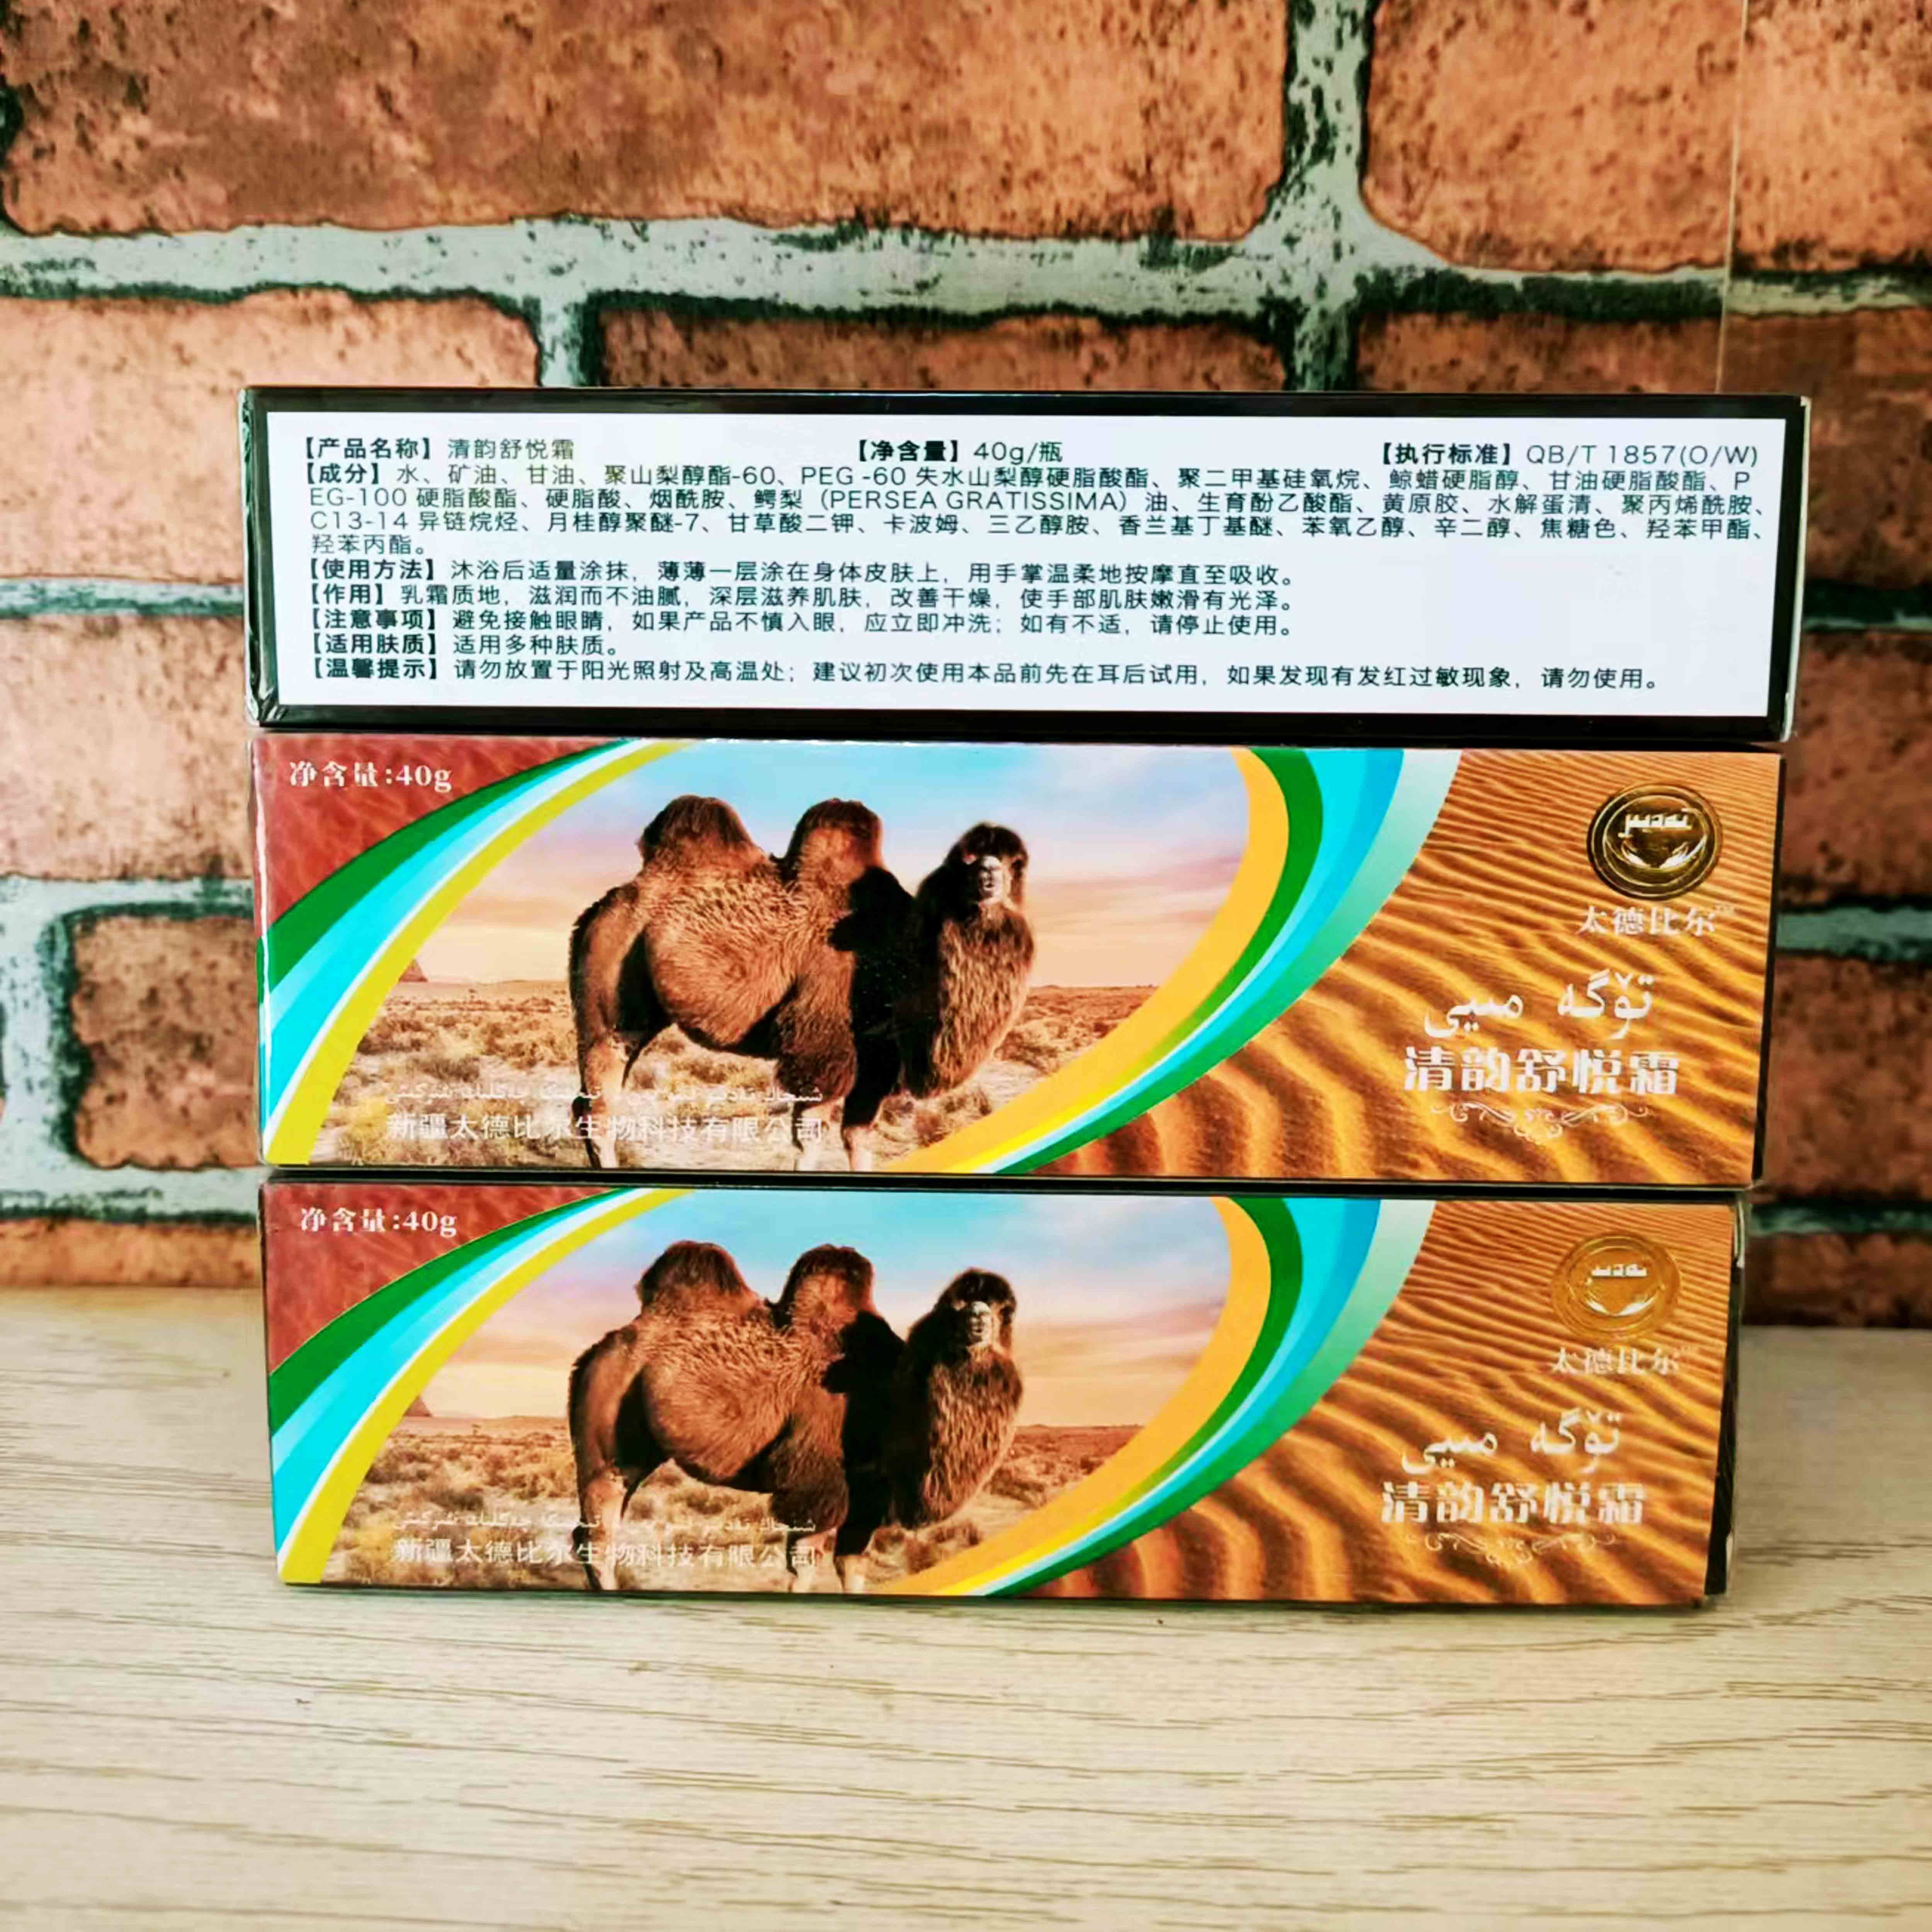 【产品名称】清韵舒悦霜 【净含量】40g/瓶 【执行标准】QB/T 1857(O/W)
【成分】水、矿油、甘油、聚山梨醇酯-60、PEG -60 失水山梨醇硬脂酸酯、聚二甲基硅氧烷、鲸蜡硬脂醇、甘油硬脂酸酯、P
EG-100 硬脂酸酯、硬脂酸、烟酰胺、鳄梨（PERSEA GRATISSIMA）油、生育酚乙酸酯、黄原胶、水解蛋清、聚丙烯酰胺、
C13-14 异链烷烃、月桂醇聚醚-7、甘草酸二钾、卡波姆、三乙醇胺、香兰基丁基醚、苯氧乙醇、辛二醇、焦糖色、羟苯甲酯、
羟苯丙酯。
【使用方法】沐浴后适量涂抹，薄薄一层涂在身体皮肤上，用手掌温柔地按摩直至吸收。
【作用】乳霜质地，滋润而不油腻，深层滋养肌肤，改善干燥，使手部肌肤嫩滑有光泽。
【注意事项】避免接触眼睛，如果产品不慎入眼，应立即冲洗；如有不适，请停止使用。
【适用肤质】适用多种肤质。
【温馨提示】请勿放置于阳光照射及高温处；建议初次使用本品前先在耳后试用，如果发现有发红过敏现象，请勿使用。
净含量:40g
太德比尔
تۆگە مىيى
清韵舒悦霜
新疆太德比尔生物科技有限公司
净含量:40g
太德比尔
تۆگە مىيى
清韵舒悦霜
新疆太德比尔生物科技有限公司